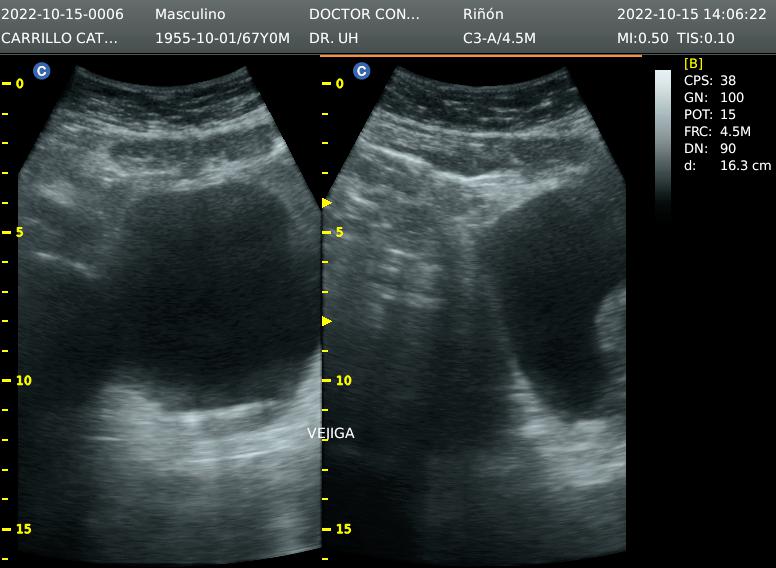 2022-10-15-0006 Masculino DOCTOR CON... Riñón 2022-10-15 14:06:22
CARRILLO CAT... 1955-10-01/67Y0M DR. UH C3-A/4.5M MI:0.50 TIS:0.10
C C
[B]
CPS: 38
GN: 100
POT: 15
FRC: 4.5M
DN: 90
d: 16.3 cm
0 0
5 5
10 10
VEJIGA
15 15